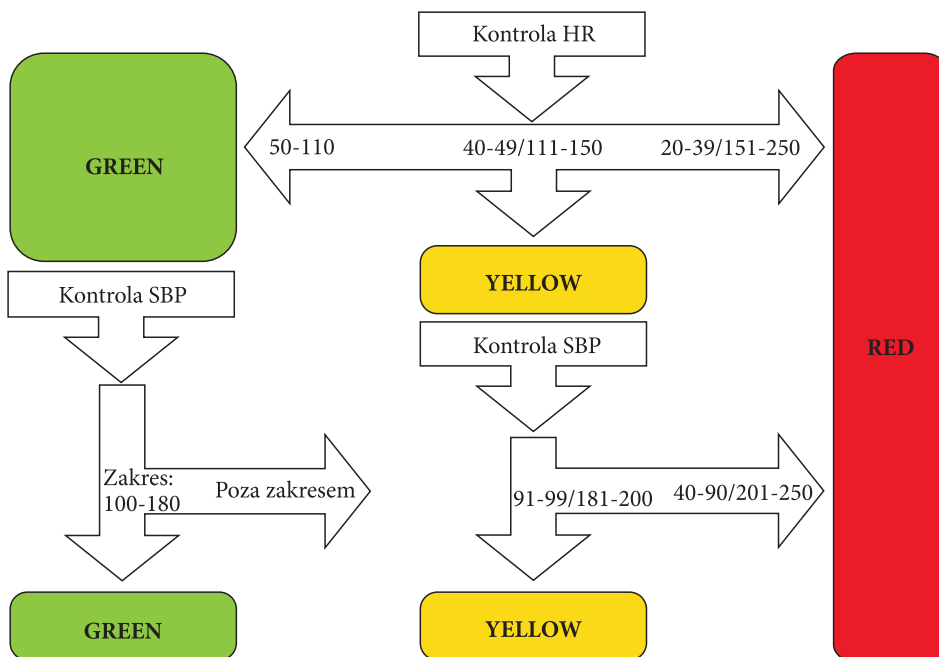 Kontrola HR
50-110
40-49/111-150
20-39/151-250
GREEN
YELLOW
RED
Kontrola SBP
Kontrola SBP
Zakres:
100-180
Poza zakresem
91-99/181-200
40-90/201-250
GREEN
YELLOW